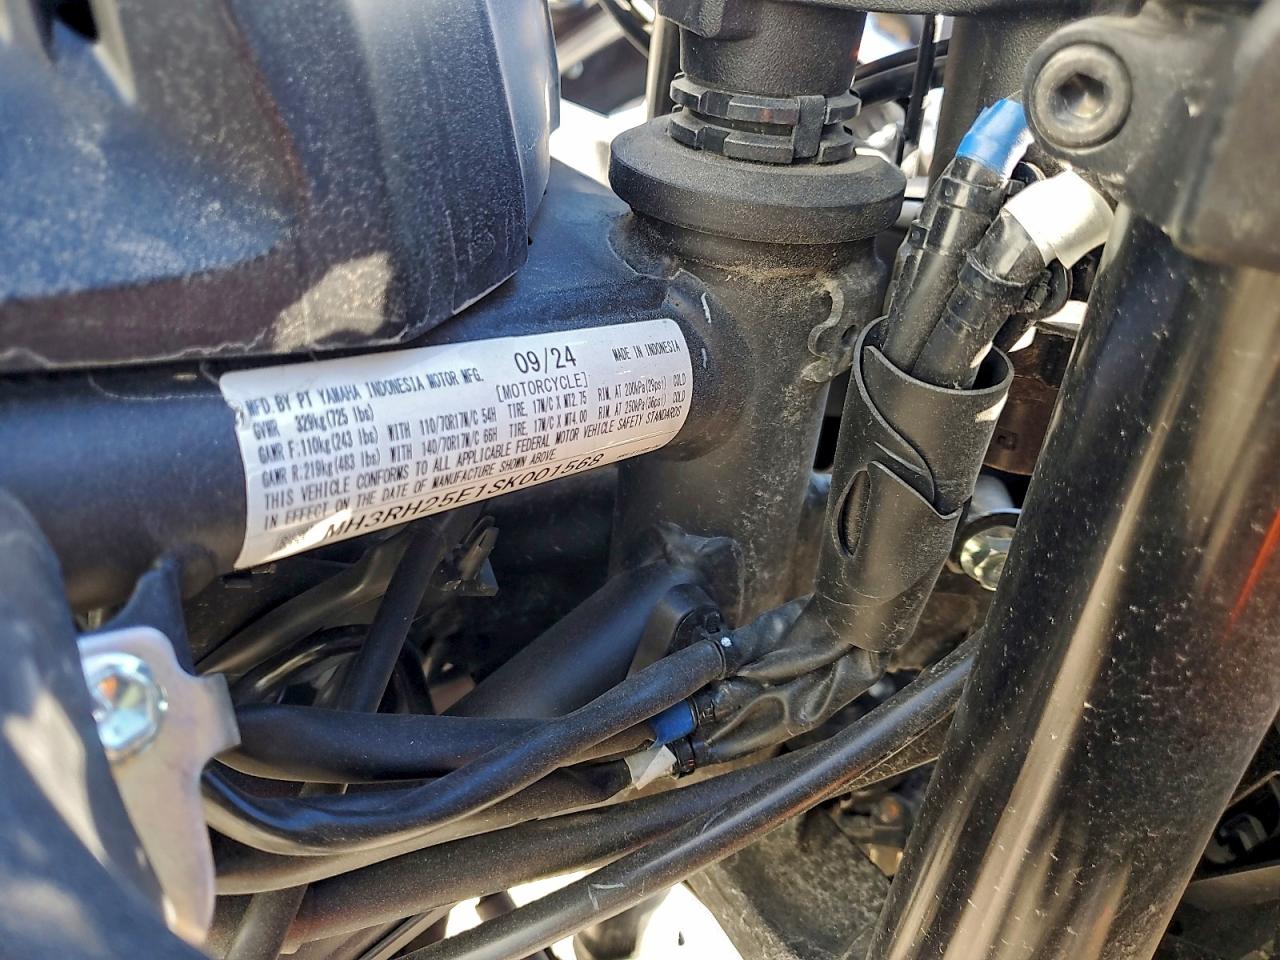 MFD. BY PT YAMAHA INDONESIA MOTOR MFG. 09/24 MADE IN INDONESIA
GVWR 329kg(725 lbs) [MOTORCYCLE]
GAWR F:110kg(243 lbs) WITH 110/70R17M/C 54H TIRE, 17M/C X MT2.75 RIM, AT 200kPa(29psi) COLD
GAWR R:219kg(483 lbs) WITH 140/70R17M/C 66H TIRE, 17M/C X MT4.00 RIM, AT 250kPa(36psi) COLD
THIS VEHICLE CONFORMS TO ALL APPLICABLE FEDERAL MOTOR VEHICLE SAFETY STANDARDS
IN EFFECT ON THE DATE OF MANUFACTURE SHOWN ABOVE
MH3RH25E1SK001568